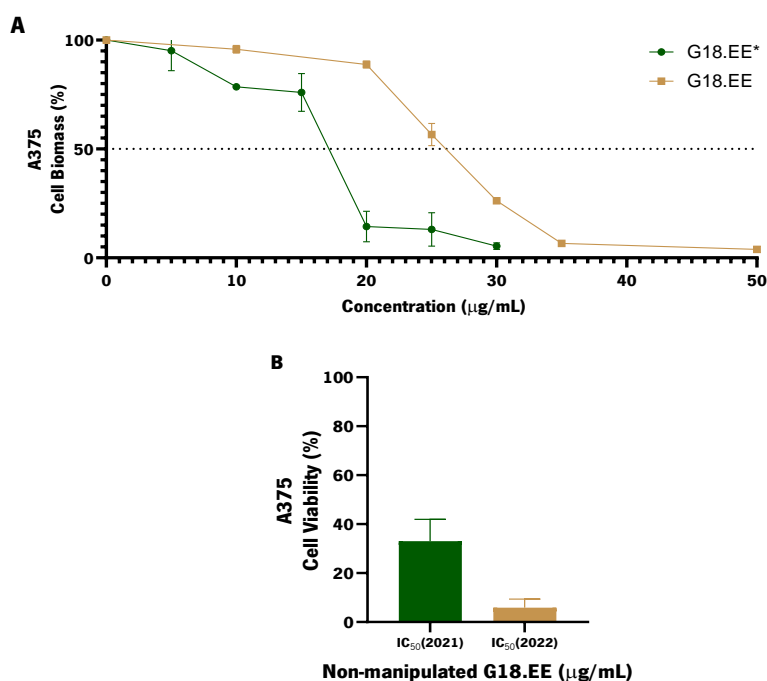 A
A375
Cell Biomass (%)
100
50
0
0 10 20 30 40 50
Concentration (μg/mL)
G18.EE*
G18.EE
B
A375
Cell Viability (%)
100
80
60
40
20
0
IC50(2021) IC50(2022)
Non-manipulated G18.EE (μg/mL)